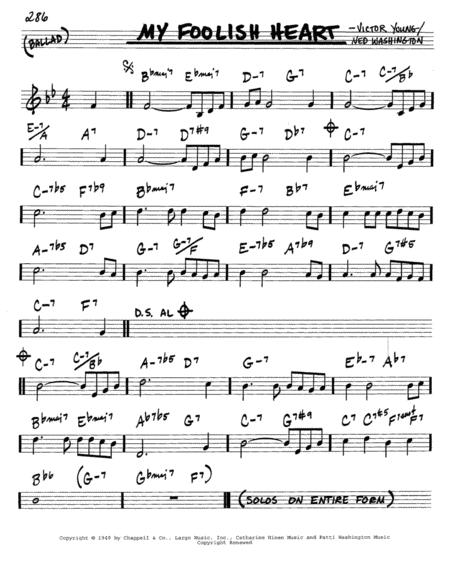 286
(BALLAD)
MY FOOLISH HEART
-VICTOR YOUNG/
NED WASHINGTON
Bbmaj7 Ebmaj7 D-7 G7 C-7 C-7/Bb
E-7/A A7 D-7 D7#9 G-7 Db7 C-7
C-7b5 F7b9 Bbmaj7 F-7 Bb7 Ebmaj7
A-7b5 D7 G-7 G-7/F E-7b5 A7b9 D-7 G7#5
C-7 F7 D.S. AL
C-7 C-7/Bb A-7b5 D7 G-7 Eb-7 Ab7
Bbmaj7 Ebmaj7 Ab7b5 G7 C-7 G7#9 C7 C7#5 F7sus4 F7
Bb6 (G-7 Gbmaj7 F7) (SOLOS ON ENTIRE FORM)
Copyright © 1949 by Chappell & Co., Largo Music, Inc., Catharine Hinen Music and Patti Washington Music
Copyright Renewed